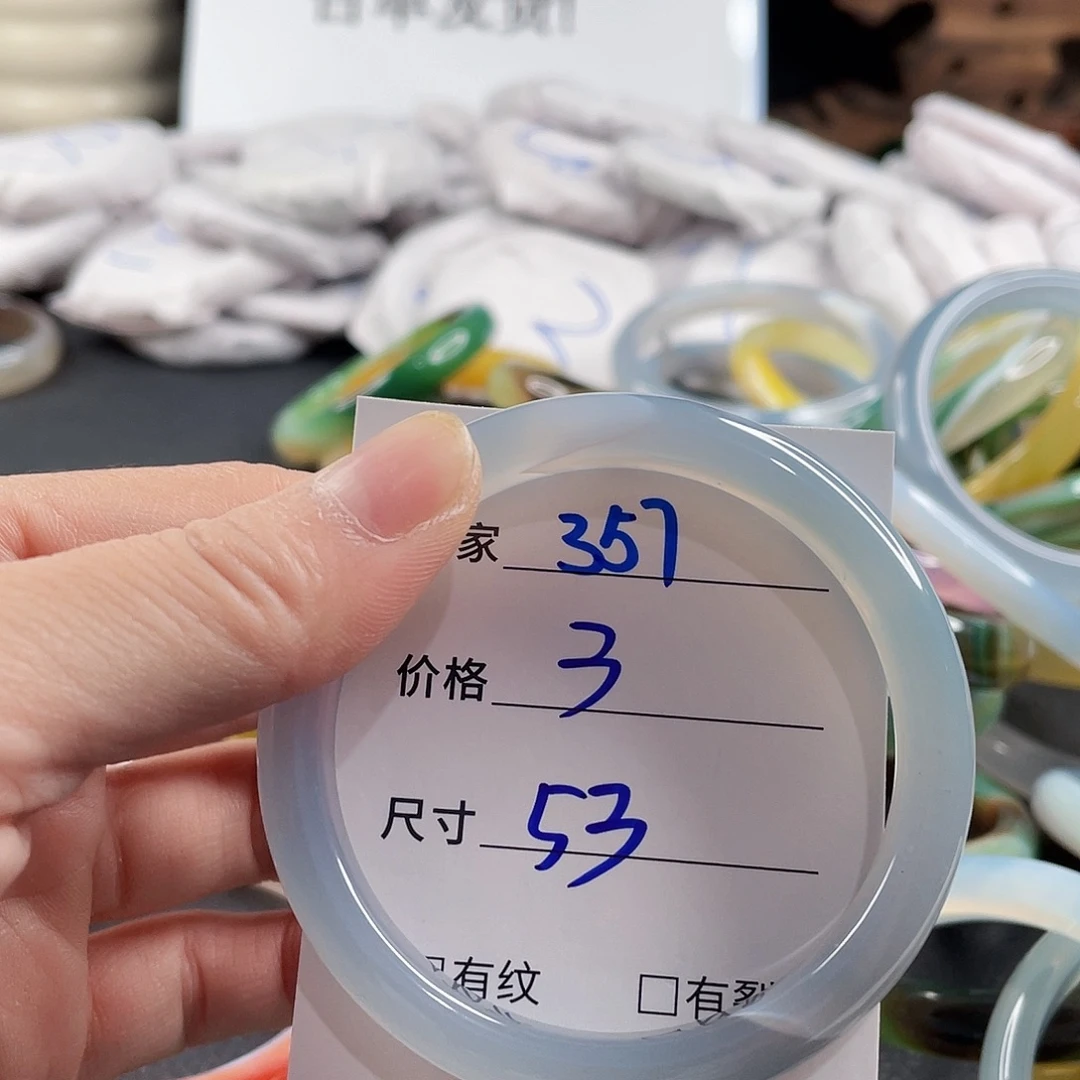 家 357
价格 3
尺寸 53
□有纹 □有裂